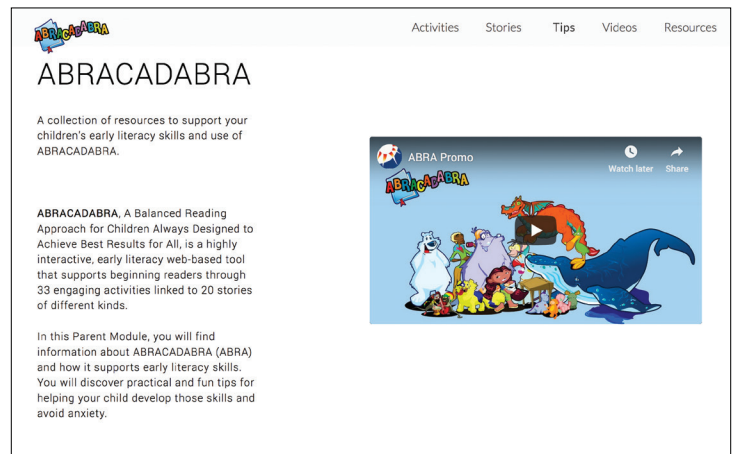 ABRACADABRA
Activities Stories Tips Videos Resources
ABRACADABRA
A collection of resources to support your
children's early literacy skills and use of
ABRACADABRA.
ABRA Promo
Watch later Share
ABRACADABRA
ABRACADABRA, A Balanced Reading
Approach for Children Always Designed to
Achieve Best Results for All, is a highly
interactive, early literacy web-based tool
that supports beginning readers through
33 engaging activities linked to 20 stories
of different kinds.
In this Parent Module, you will find
information about ABRACADABRA (ABRA)
and how it supports early literacy skills.
You will discover practical and fun tips for
helping your child develop those skills and
avoid anxiety.